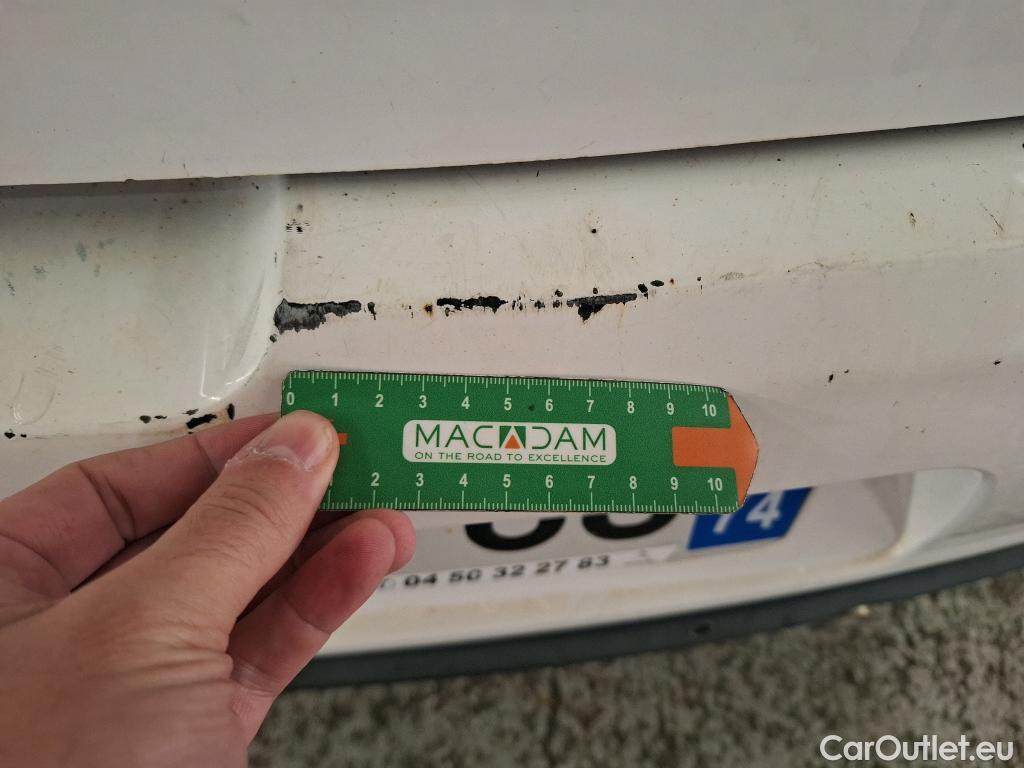 0 1 2 3 4 5 6 7 8 9 10
MACADAM
ON THE ROAD TO EXCELLENCE
1 2 3 4 5 6 7 8 9 10
74
04 50 32 27 83
CarOutlet.eu